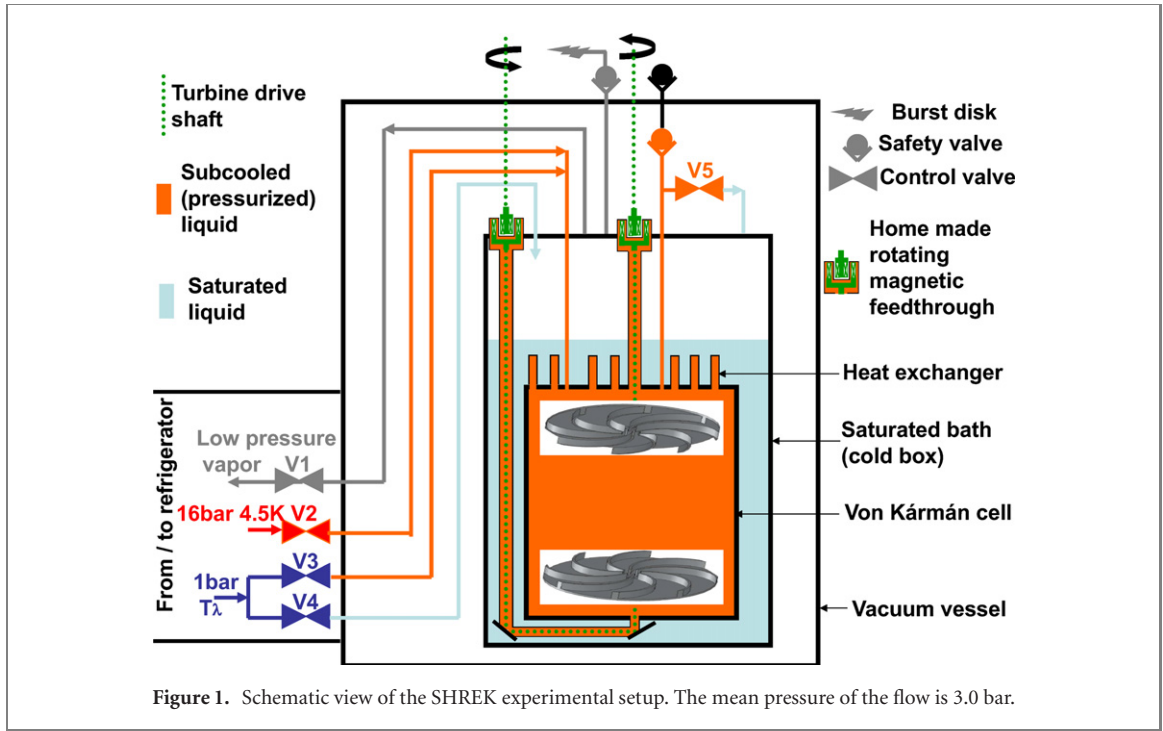 Turbine drive
shaft
Subcooled
(pressurized)
liquid
Saturated
liquid
From / to refrigerator
Low pressure
vapor
V1
16bar 4.5K V2
V3
1bar
Tλ
V4
V5
Burst disk
Safety valve
Control valve
Home made
rotating
magnetic
feedthrough
Heat exchanger
Saturated bath
(cold box)
Von Kármán cell
Vacuum vessel
Figure 1. Schematic view of the SHREK experimental setup. The mean pressure of the flow is 3.0 bar.